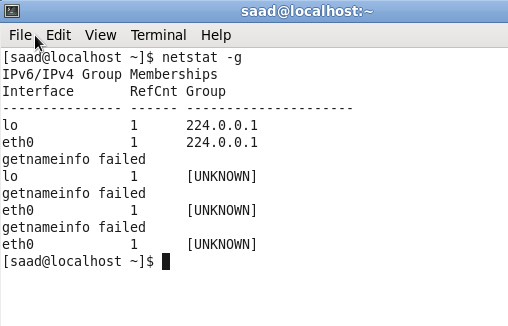 saad@localhost:~
File Edit View Terminal Help
[saad@localhost ~]$ netstat -g
IPv6/IPv4 Group Memberships
Interface       RefCnt Group
--------------- ------ ---------------------
lo              1      224.0.0.1
eth0            1      224.0.0.1
getnameinfo failed
lo              1      [UNKNOWN]
getnameinfo failed
eth0            1      [UNKNOWN]
getnameinfo failed
eth0            1      [UNKNOWN]
[saad@localhost ~]$